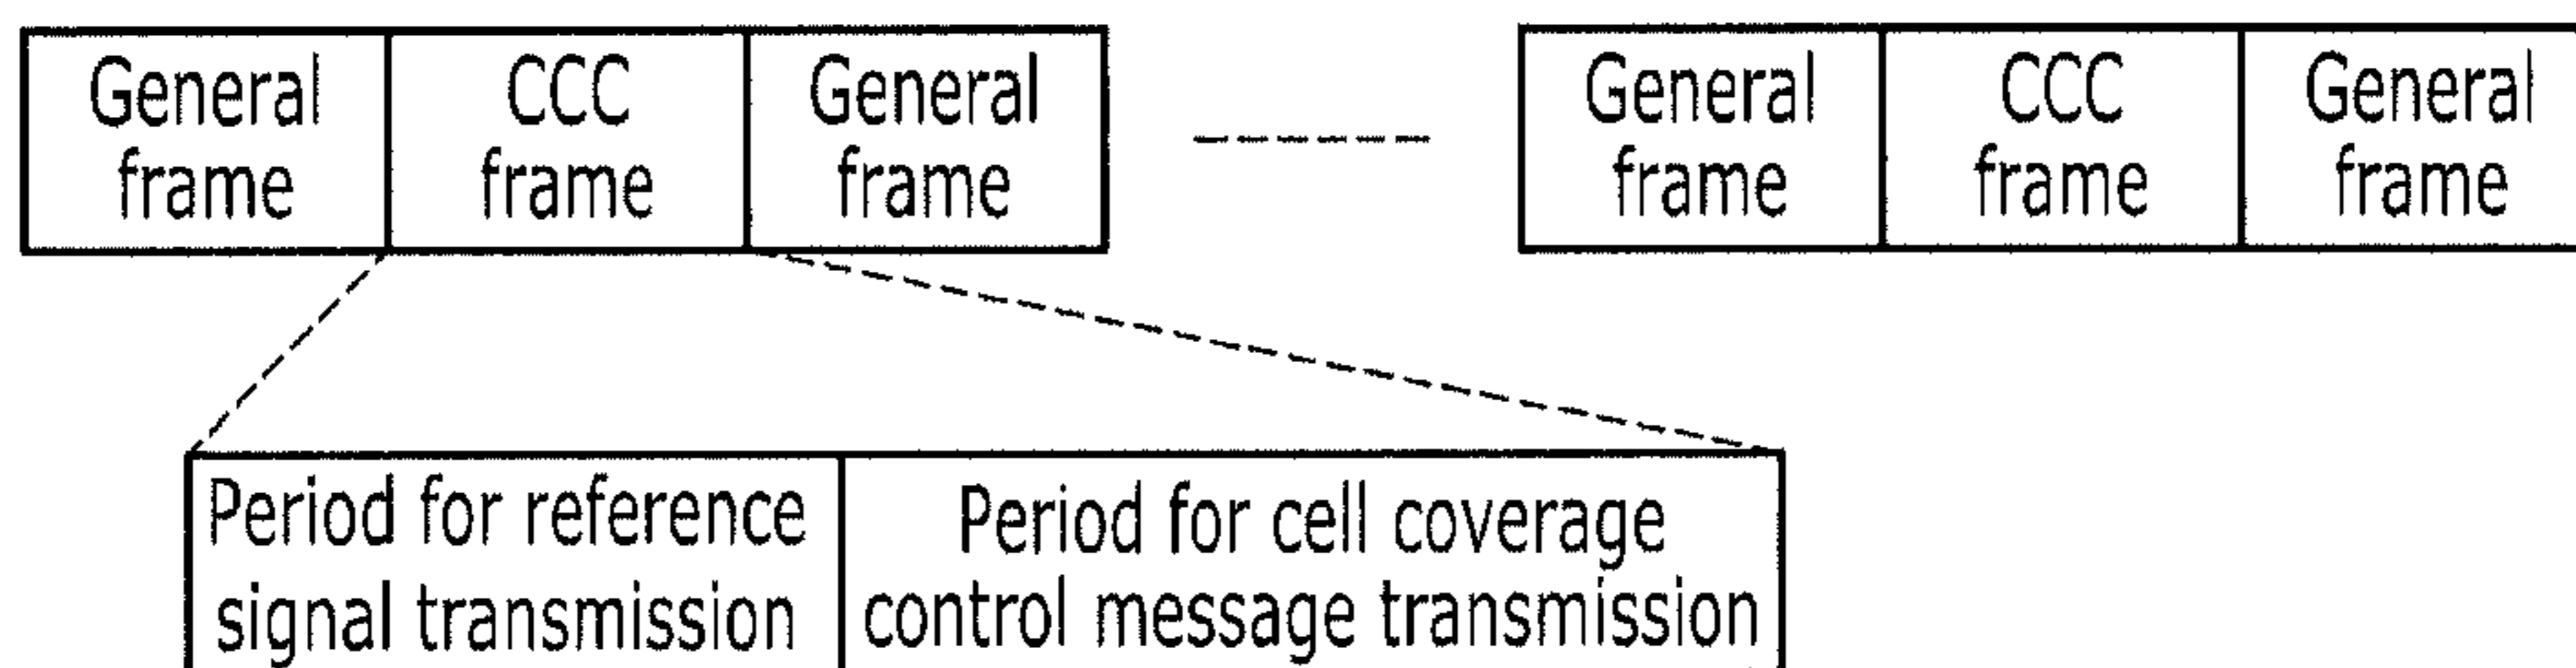 General
frame
CCC
frame
General
frame
General
frame
CCC
frame
General
frame
Period for reference
signal transmission
Period for cell coverage
control message transmission